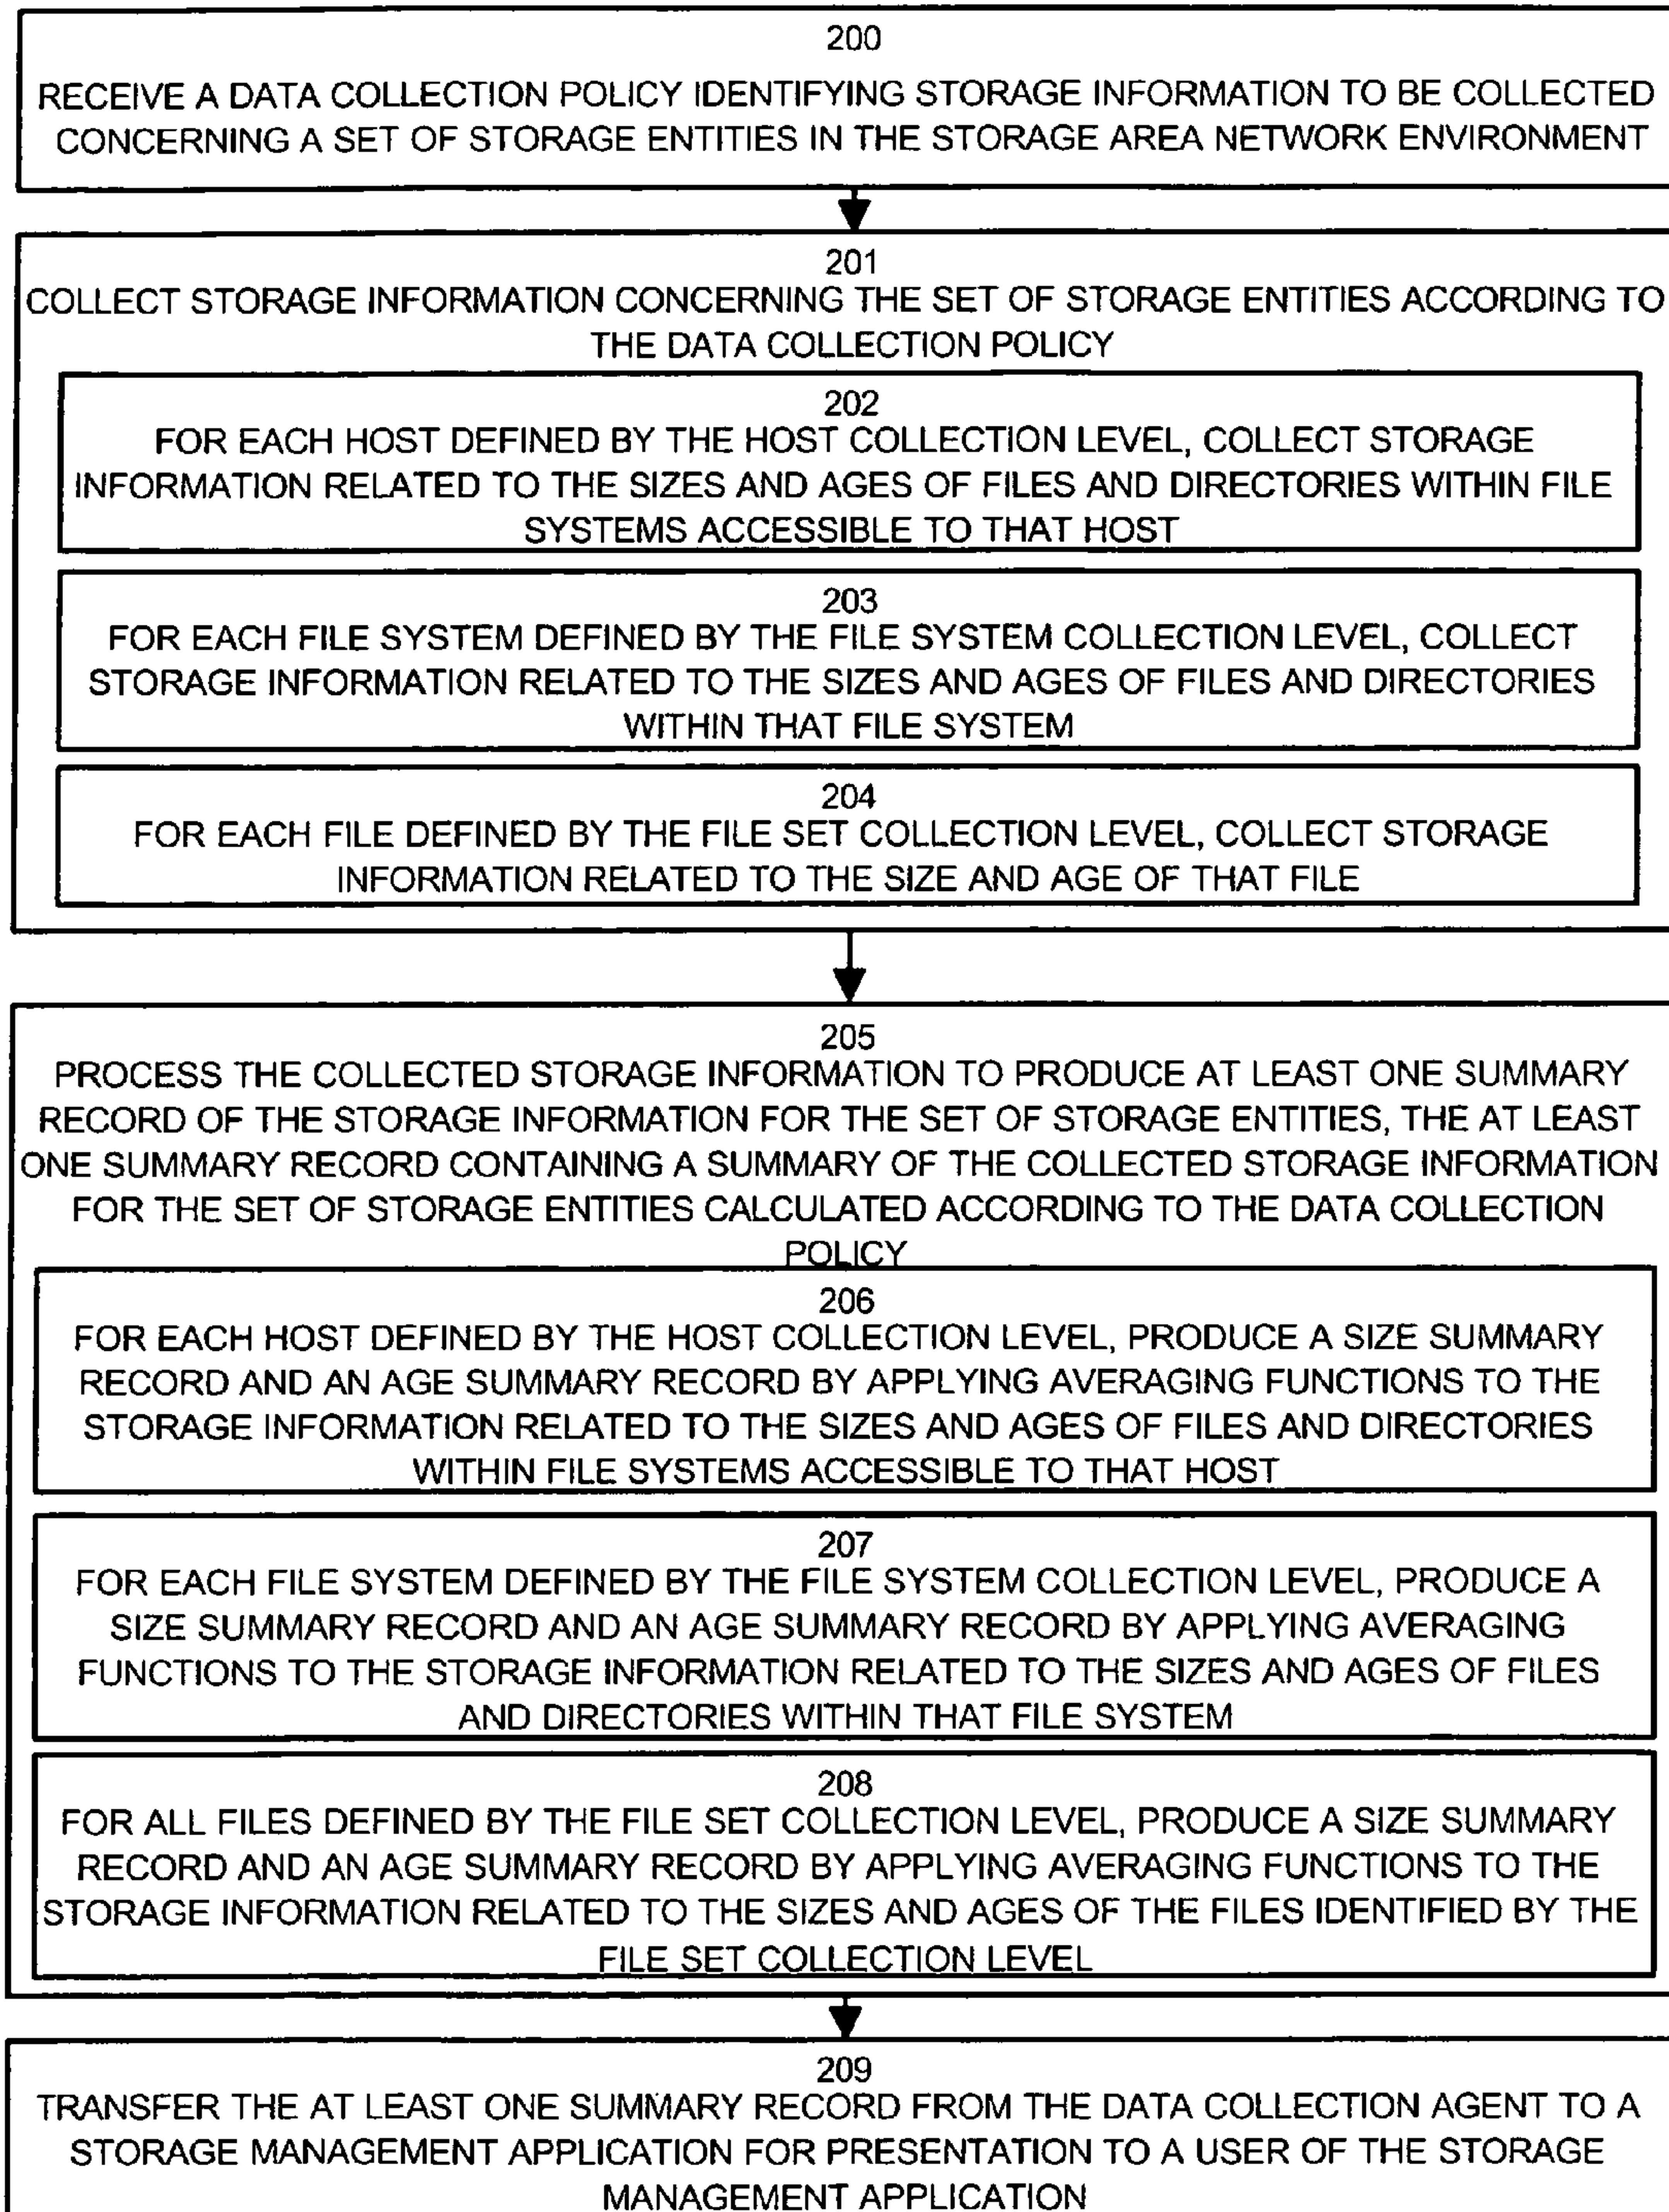 200
RECEIVE A DATA COLLECTION POLICY IDENTIFYING STORAGE INFORMATION TO BE COLLECTED
CONCERNING A SET OF STORAGE ENTITIES IN THE STORAGE AREA NETWORK ENVIRONMENT
201
COLLECT STORAGE INFORMATION CONCERNING THE SET OF STORAGE ENTITIES ACCORDING TO
THE DATA COLLECTION POLICY
202
FOR EACH HOST DEFINED BY THE HOST COLLECTION LEVEL, COLLECT STORAGE
INFORMATION RELATED TO THE SIZES AND AGES OF FILES AND DIRECTORIES WITHIN FILE
SYSTEMS ACCESSIBLE TO THAT HOST
203
FOR EACH FILE SYSTEM DEFINED BY THE FILE SYSTEM COLLECTION LEVEL, COLLECT
STORAGE INFORMATION RELATED TO THE SIZES AND AGES OF FILES AND DIRECTORIES
WITHIN THAT FILE SYSTEM
204
FOR EACH FILE DEFINED BY THE FILE SET COLLECTION LEVEL, COLLECT STORAGE
INFORMATION RELATED TO THE SIZE AND AGE OF THAT FILE
205
PROCESS THE COLLECTED STORAGE INFORMATION TO PRODUCE AT LEAST ONE SUMMARY
RECORD OF THE STORAGE INFORMATION FOR THE SET OF STORAGE ENTITIES, THE AT LEAST
ONE SUMMARY RECORD CONTAINING A SUMMARY OF THE COLLECTED STORAGE INFORMATION
FOR THE SET OF STORAGE ENTITIES CALCULATED ACCORDING TO THE DATA COLLECTION
POLICY
206
FOR EACH HOST DEFINED BY THE HOST COLLECTION LEVEL, PRODUCE A SIZE SUMMARY
RECORD AND AN AGE SUMMARY RECORD BY APPLYING AVERAGING FUNCTIONS TO THE
STORAGE INFORMATION RELATED TO THE SIZES AND AGES OF FILES AND DIRECTORIES
WITHIN FILE SYSTEMS ACCESSIBLE TO THAT HOST
207
FOR EACH FILE SYSTEM DEFINED BY THE FILE SYSTEM COLLECTION LEVEL, PRODUCE A
SIZE SUMMARY RECORD AND AN AGE SUMMARY RECORD BY APPLYING AVERAGING
FUNCTIONS TO THE STORAGE INFORMATION RELATED TO THE SIZES AND AGES OF FILES
AND DIRECTORIES WITHIN THAT FILE SYSTEM
208
FOR ALL FILES DEFINED BY THE FILE SET COLLECTION LEVEL, PRODUCE A SIZE SUMMARY
RECORD AND AN AGE SUMMARY RECORD BY APPLYING AVERAGING FUNCTIONS TO THE
STORAGE INFORMATION RELATED TO THE SIZES AND AGES OF THE FILES IDENTIFIED BY THE
FILE SET COLLECTION LEVEL
209
TRANSFER THE AT LEAST ONE SUMMARY RECORD FROM THE DATA COLLECTION AGENT TO A
STORAGE MANAGEMENT APPLICATION FOR PRESENTATION TO A USER OF THE STORAGE
MANAGEMENT APPLICATION